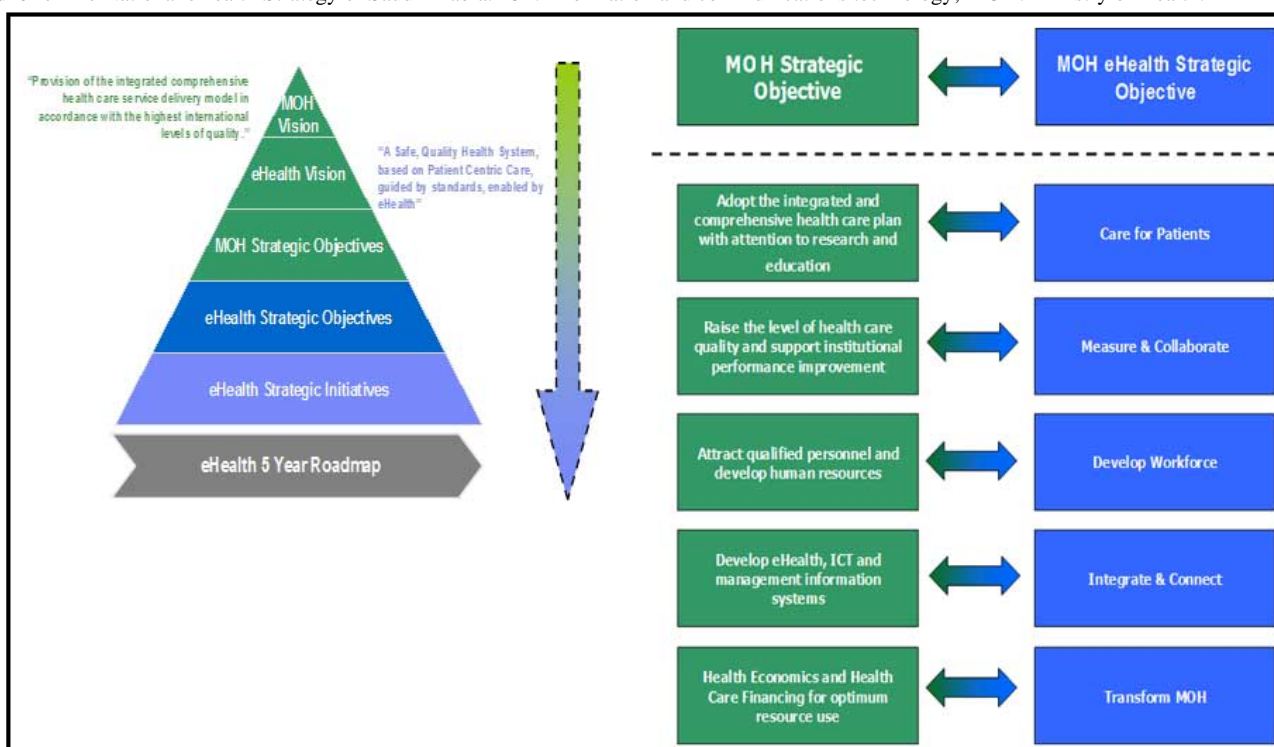 "Provision of the integrated comprehensive
health care service delivery model in
accordance with the highest international
levels of quality."
MOH
Vision
eHealth Vision
"A Safe, Quality Health System,
based on Patient Centric Care,
guided by standards, enabled by
eHealth"
MOH Strategic Objectives
eHealth Strategic Objectives
eHealth Strategic Initiatives
eHealth 5 Year Roadmap
MOH Strategic
Objective
MOH eHealth Strategic
Objective
Adopt the integrated and
comprehensive health care plan
with attention to research and
education
Care for Patients
Raise the level of health care
quality and support institutional
performance improvement
Measure & Collaborate
Attract qualified personnel and
develop human resources
Develop Workforce
Develop eHealth, ICT and
management information
systems
Integrate & Connect
Health Economics and Health
Care Financing for optimum
resource use
Transform MOH